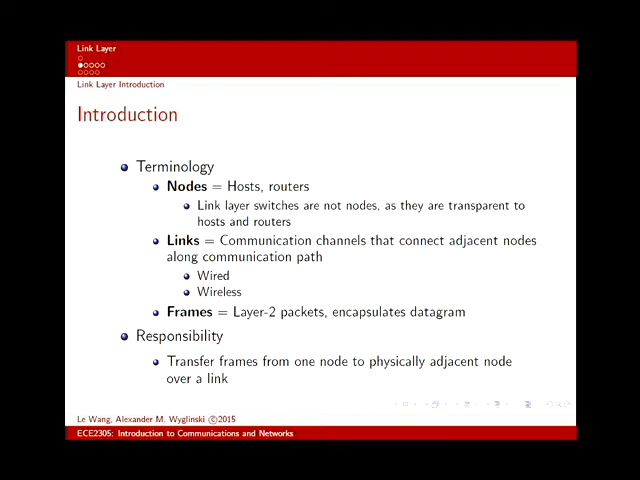 Link Layer
Link Layer Introduction
Introduction
Terminology
Nodes = Hosts, routers
Link layer switches are not nodes, as they are transparent to
hosts and routers
Links = Communication channels that connect adjacent nodes
along communication path
Wired
Wireless
Frames = Layer-2 packets, encapsulates datagram
Responsibility
Transfer frames from one node to physically adjacent node
over a link
Le Wang, Alexander M. Wyglinski ©2015
ECE2305: Introduction to Communications and Networks